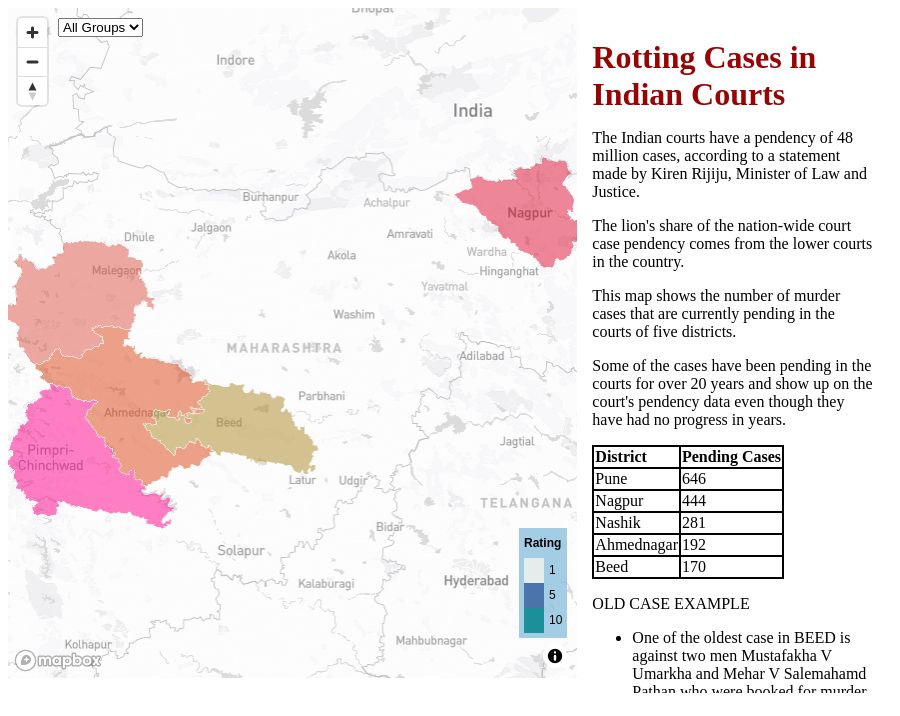 All Groups
Bhopal
Indore
India
Burhanpur
Achalpur
Nagpur
Dhule
Jalgaon
Amravati
Malegaon
Akola
Wardha
Hinganghat
Yavatmal
Washim
MAHARASHTRA
Adilabad
Parbhani
Ahmednaga
Beed
Pimpri-
Chinchwad
Jagtial
Latur
Udgir
TELANGANA
Bidar
Solapur
Rating
1
5
10
Kalaburagi
Hyderabad
Mahbubnagar
Kolhapur
mapbox
Rotting Cases in
Indian Courts
The Indian courts have a pendency of 48
million cases, according to a statement
made by Kiren Rijiju, Minister of Law and
Justice.
The lion's share of the nation-wide court
case pendency comes from the lower courts
in the country.
This map shows the number of murder
cases that are currently pending in the
courts of five districts.
Some of the cases have been pending in the
courts for over 20 years and show up on the
court's pendency data even though they
have had no progress in years.
District Pending Cases
Pune 646
Nagpur 444
Nashik 281
Ahmednagar 192
Beed 170
OLD CASE EXAMPLE
• One of the oldest case in BEED is
against two men Mustafakha V
Umarkha and Mehar V Salemahamd
Pathan who were booked for murder